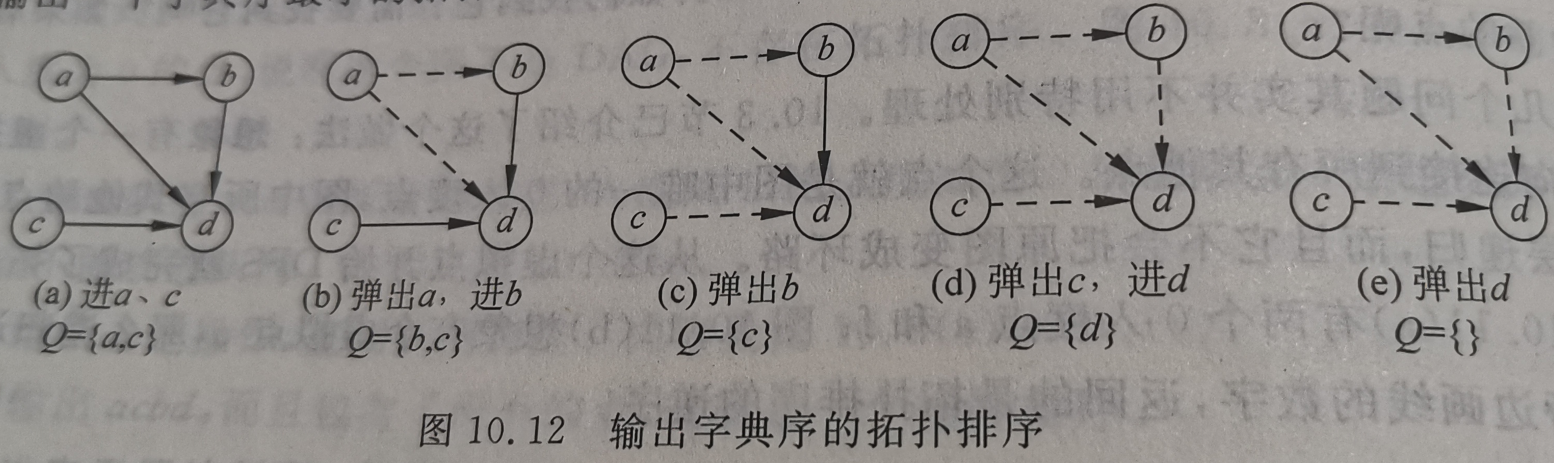 a b a b a b a b a b
c d c d c d c d c d
(a) 进a、c (b) 弹出a，进b (c) 弹出b (d) 弹出c，进d (e) 弹出d
Q={a,c} Q={b,c} Q={c} Q={d} Q={}
图 10.12 输出字典序的拓扑排序